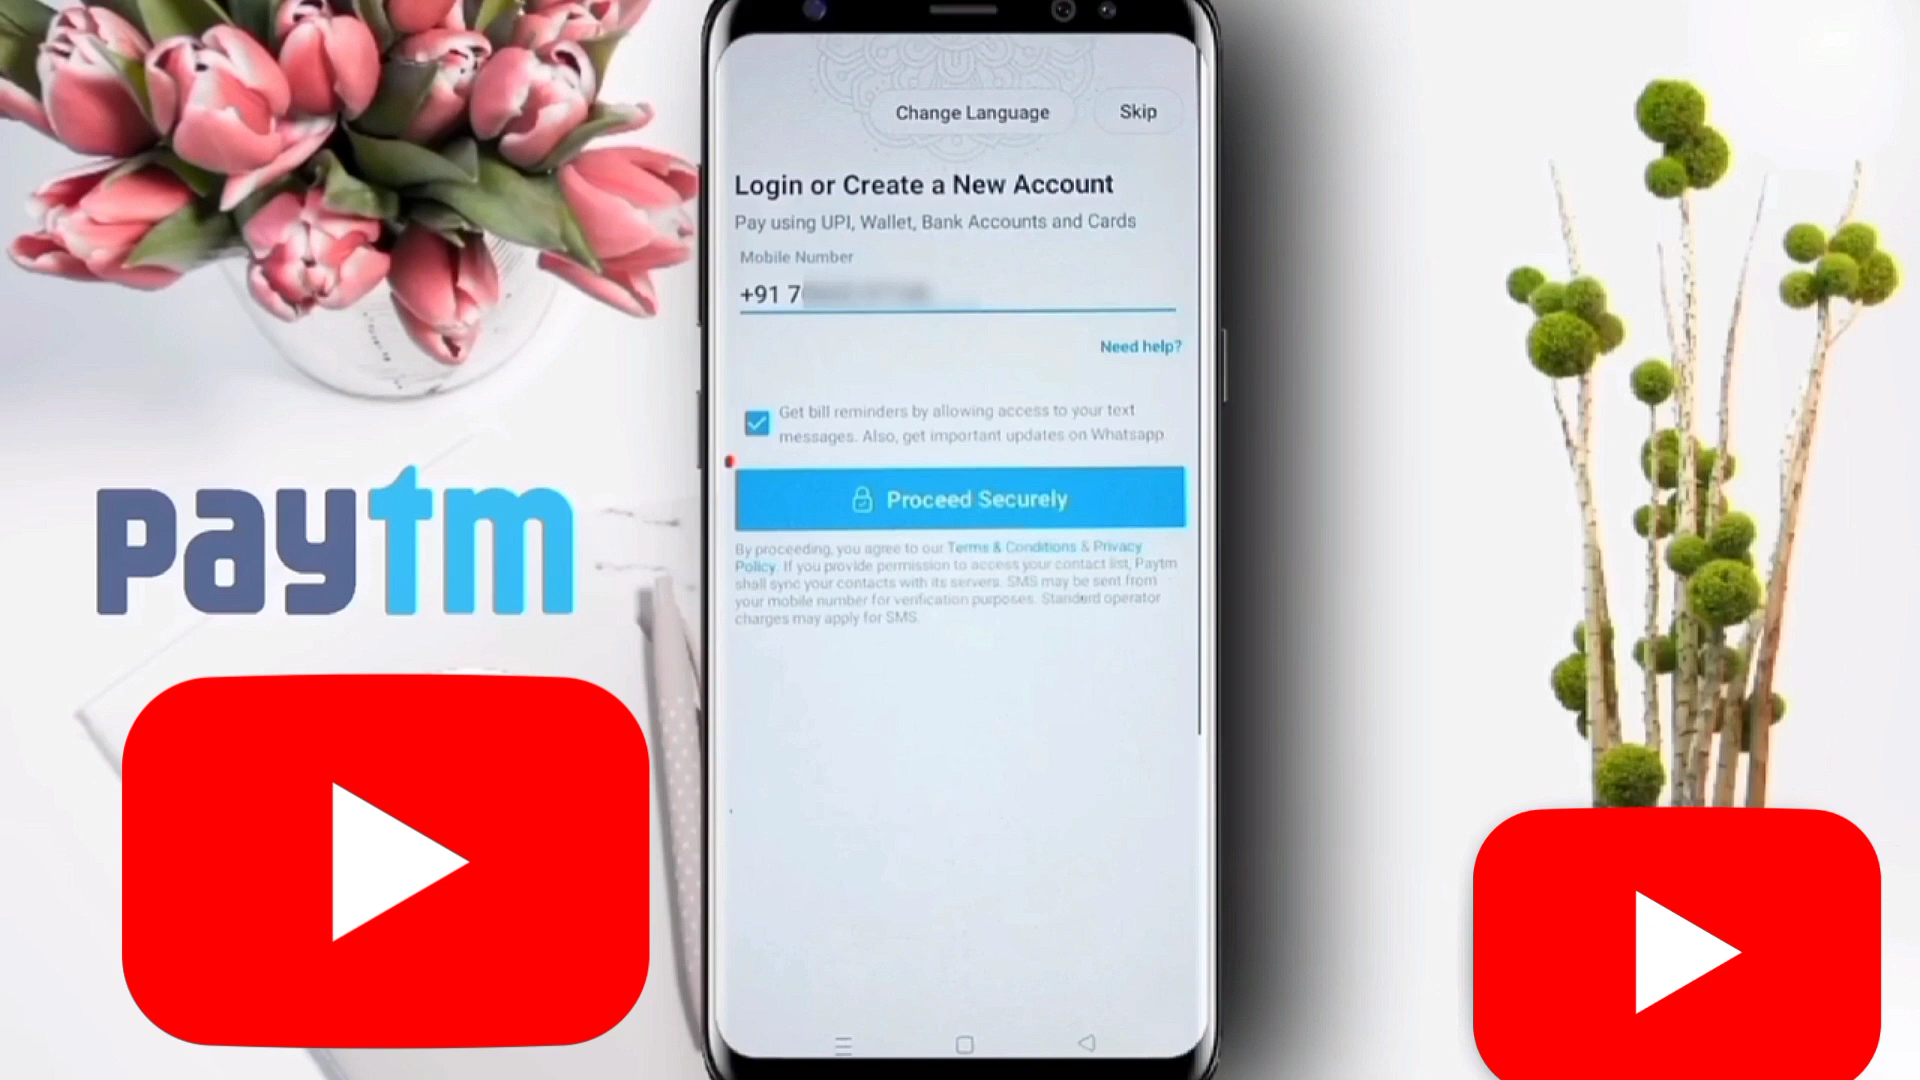 Change Language
Skip
Login or Create a New Account
Pay using UPI, Wallet, Bank Accounts and Cards
Mobile Number
+91 7
Need help?
Get bill reminders by allowing access to your text
messages. Also, get important updates on Whatsapp
paytm
Proceed Securely
By proceeding, you agree to our Terms & Conditions & Privacy
Policy. If you provide permission to access your contact list, Paytm
shall sync your contacts with its servers. SMS may be sent from
your mobile number for verification purposes. Standard operator
charges may apply for SMS.